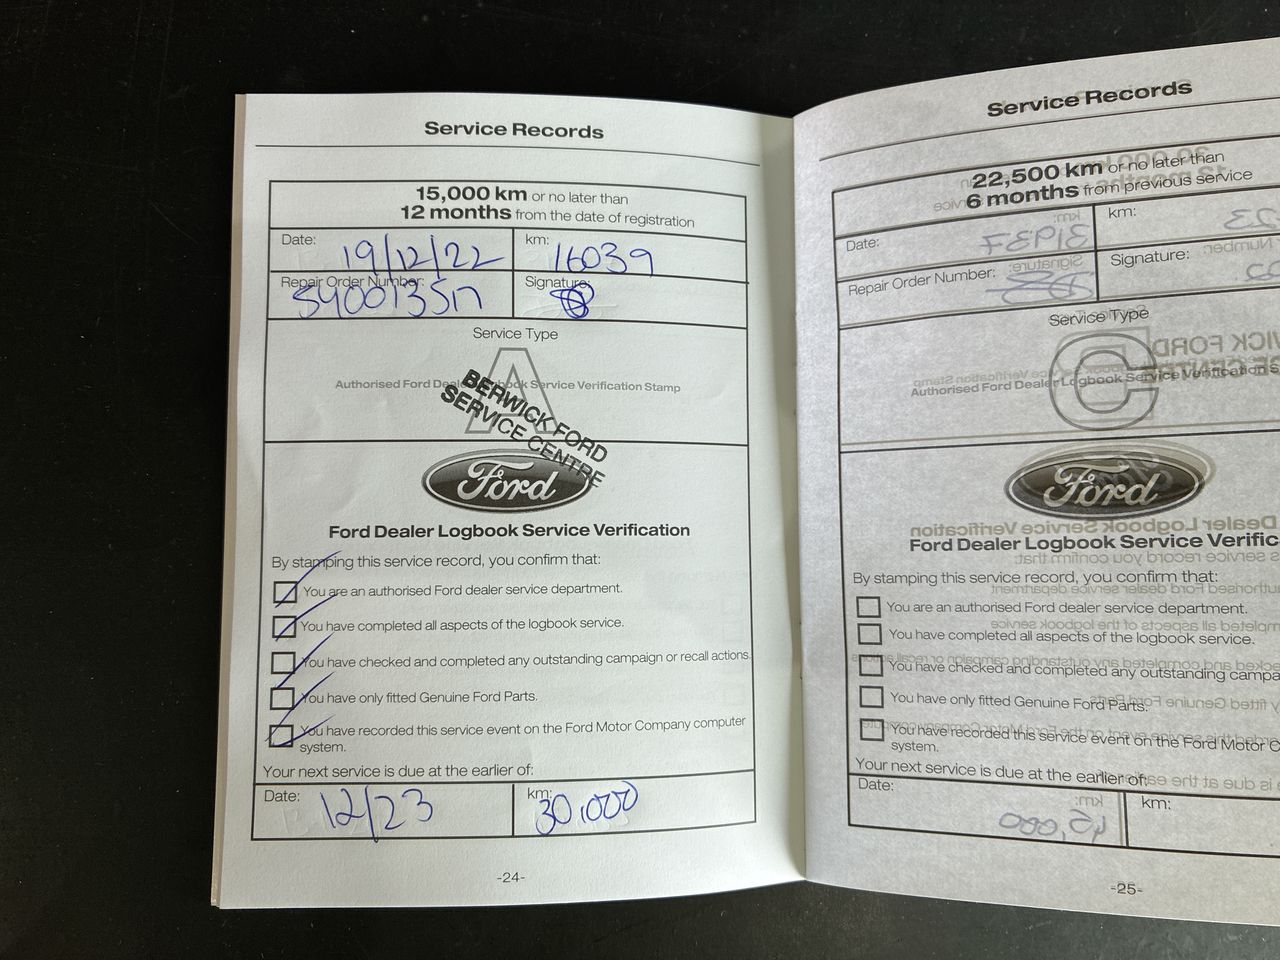 Service Records
15,000 km or no later than
12 months from the date of registration
Date: 19/12/22 km: 16039
Repair Order Number: Signature:
Service Type
A
Authorised Ford Dealer Logbook Service Verification Stamp
BERWICK FORD
SERVICE CENTRE
Ford
Ford Dealer Logbook Service Verification
By stamping this service record, you confirm that:
You are an authorised Ford dealer service department.
You have completed all aspects of the logbook service.
You have checked and completed any outstanding campaign or recall actions.
You have only fitted Genuine Ford Parts.
You have recorded this service event on the Ford Motor Company computer
system.
Your next service is due at the earlier of:
Date: 12/23 km: 30,000
-24-
Service Records
22,500 km or no later than
6 months from previous service
Date: km:
Repair Order Number: Signature:
Service Type
C
Authorised Ford Dealer Logbook Service Verification S
Ford
Ford Dealer Logbook Service Verific
By stamping this service record, you confirm that:
You are an authorised Ford dealer service department.
You have completed all aspects of the logbook service.
You have checked and completed any outstanding campa
You have only fitted Genuine Ford Parts.
You have recorded this service event on the Ford Motor C
system.
Your next service is due at the earlier of:
Date: km:
-25-